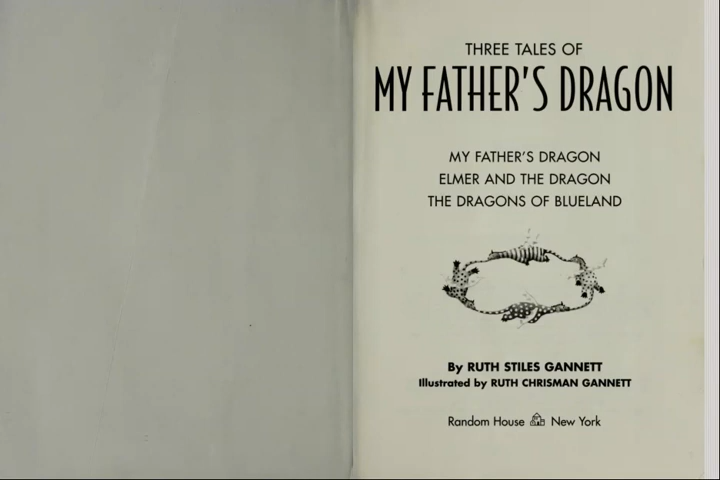 THREE TALES OF
MY FATHER'S DRAGON
MY FATHER'S DRAGON
ELMER AND THE DRAGON
THE DRAGONS OF BLUELAND
By RUTH STILES GANNETT
Illustrated by RUTH CHRISMAN GANNETT
Random House New York